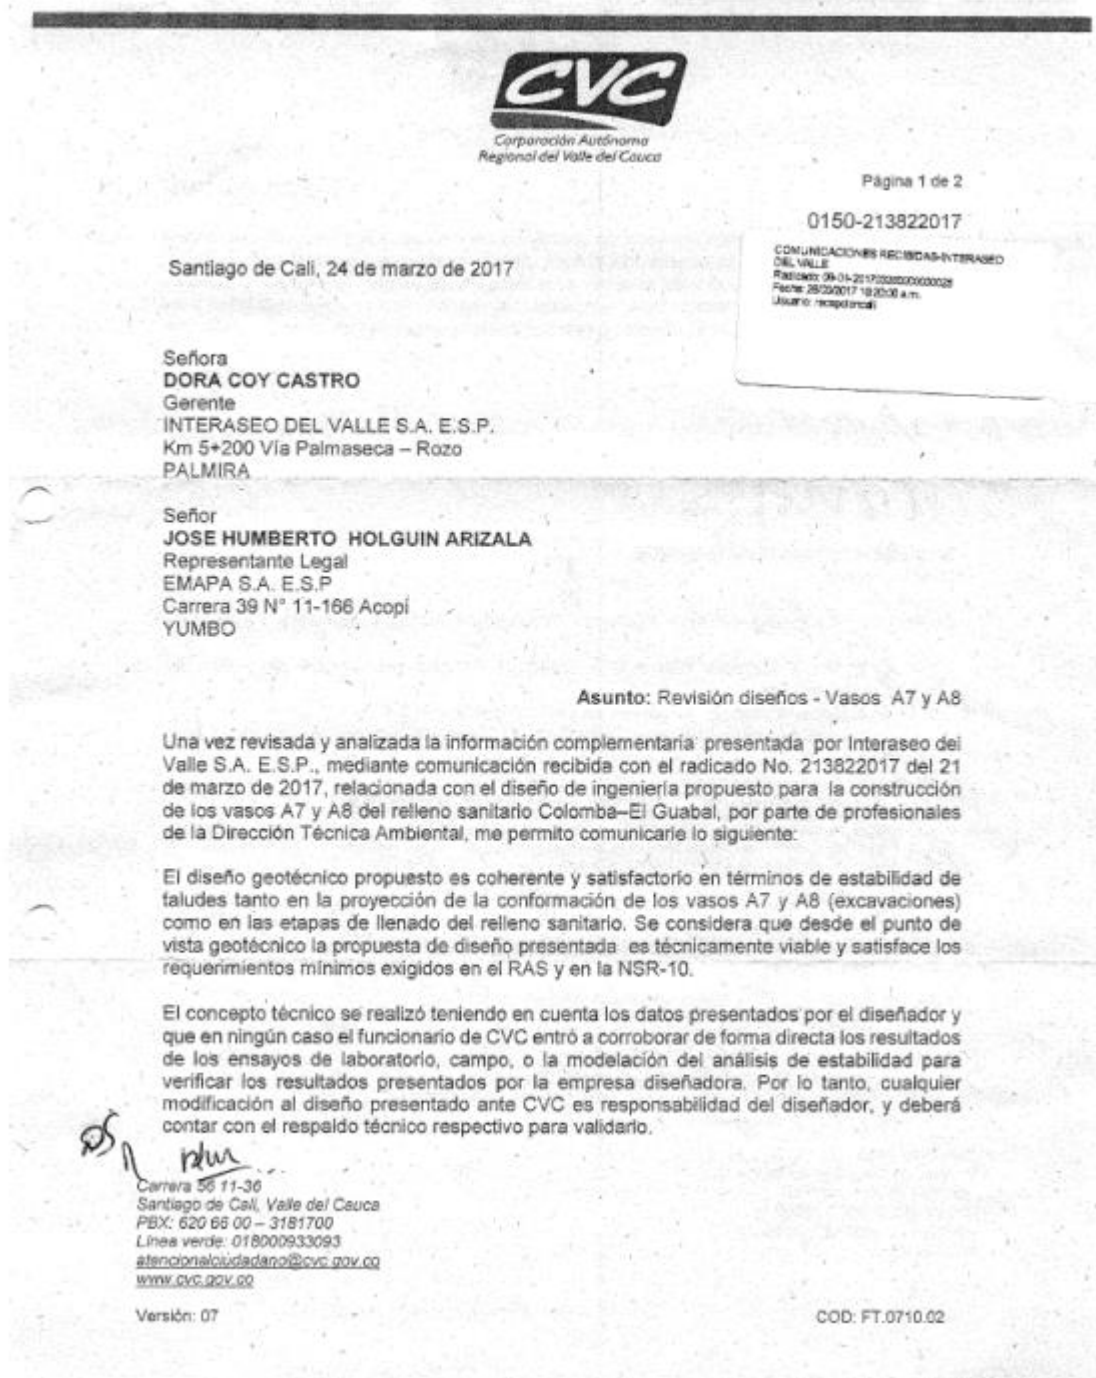 CVC
Corporación Autónoma
Regional del Valle del Cauca
Página 1 de 2
0150-213822017
COMUNICACIONES RECIBIDAS-INTERASEO
DEL VALLE
Radicado:
Fecha: 28/03/2017 10:20:00 a.m.
Usuario: recepcioncali
Santiago de Cali, 24 de marzo de 2017
Señora
DORA COY CASTRO
Gerente
INTERASEO DEL VALLE S.A. E.S.P.
Km 5+200 Vía Palmaseca – Rozo
PALMIRA
Señor
JOSE HUMBERTO HOLGUIN ARIZALA
Representante Legal
EMAPA S.A. E.S.P
Carrera 39 N° 11-166 Acopi
YUMBO
Asunto: Revisión diseños - Vasos A7 y A8
Una vez revisada y analizada la información complementaria presentada por Interaseo del
Valle S.A. E.S.P., mediante comunicación recibida con el radicado No. 213822017 del 21
de marzo de 2017, relacionada con el diseño de ingeniería propuesto para la construcción
de los vasos A7 y A8 del relleno sanitario Colomba–El Guabal, por parte de profesionales
de la Dirección Técnica Ambiental, me permito comunicarle lo siguiente:
El diseño geotécnico propuesto es coherente y satisfactorio en términos de estabilidad de
taludes tanto en la proyección de la conformación de los vasos A7 y A8 (excavaciones)
como en las etapas de llenado del relleno sanitario. Se considera que desde el punto de
vista geotécnico la propuesta de diseño presentada es técnicamente viable y satisface los
requerimientos mínimos exigidos en el RAS y en la NSR-10.
El concepto técnico se realizó teniendo en cuenta los datos presentados por el diseñador y
que en ningún caso el funcionario de CVC entró a corroborar de forma directa los resultados
de los ensayos de laboratorio, campo, o la modelación del análisis de estabilidad para
verificar los resultados presentados por la empresa diseñadora. Por lo tanto, cualquier
modificación al diseño presentado ante CVC es responsabilidad del diseñador, y deberá
contar con el respaldo técnico respectivo para validarlo.
Carrera 56 11-36
Santiago de Cali, Valle del Cauca
PBX: 620 66 00 – 3181700
Línea verde: 018000933093
atencionalciudadano@cvc.gov.co
www.cvc.gov.co
Versión: 07
COD: FT.0710.02